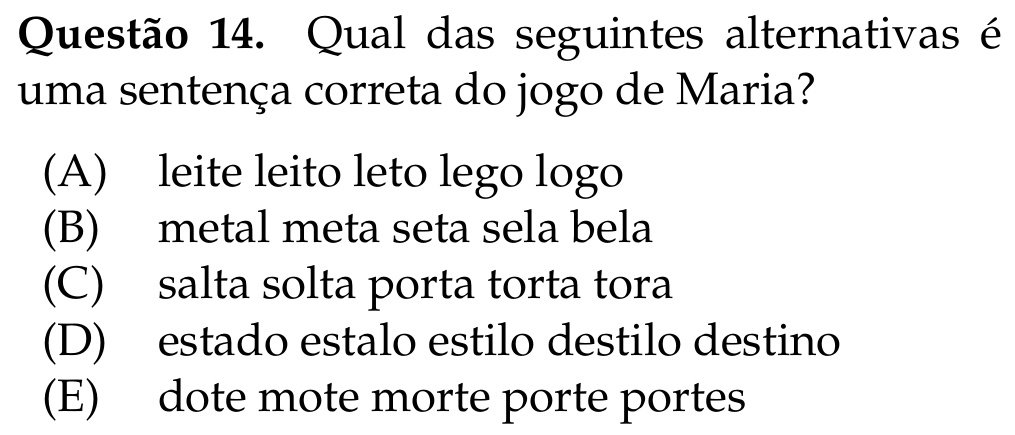 Questão 14. Qual das seguintes alternativas é
uma sentença correta do jogo de Maria?
(A) leite leito leto lego logo
(B) metal meta seta sela bela
(C) salta solta porta torta tora
(D) estado estalo estilo destilo destino
(E) dote mote morte porte portes